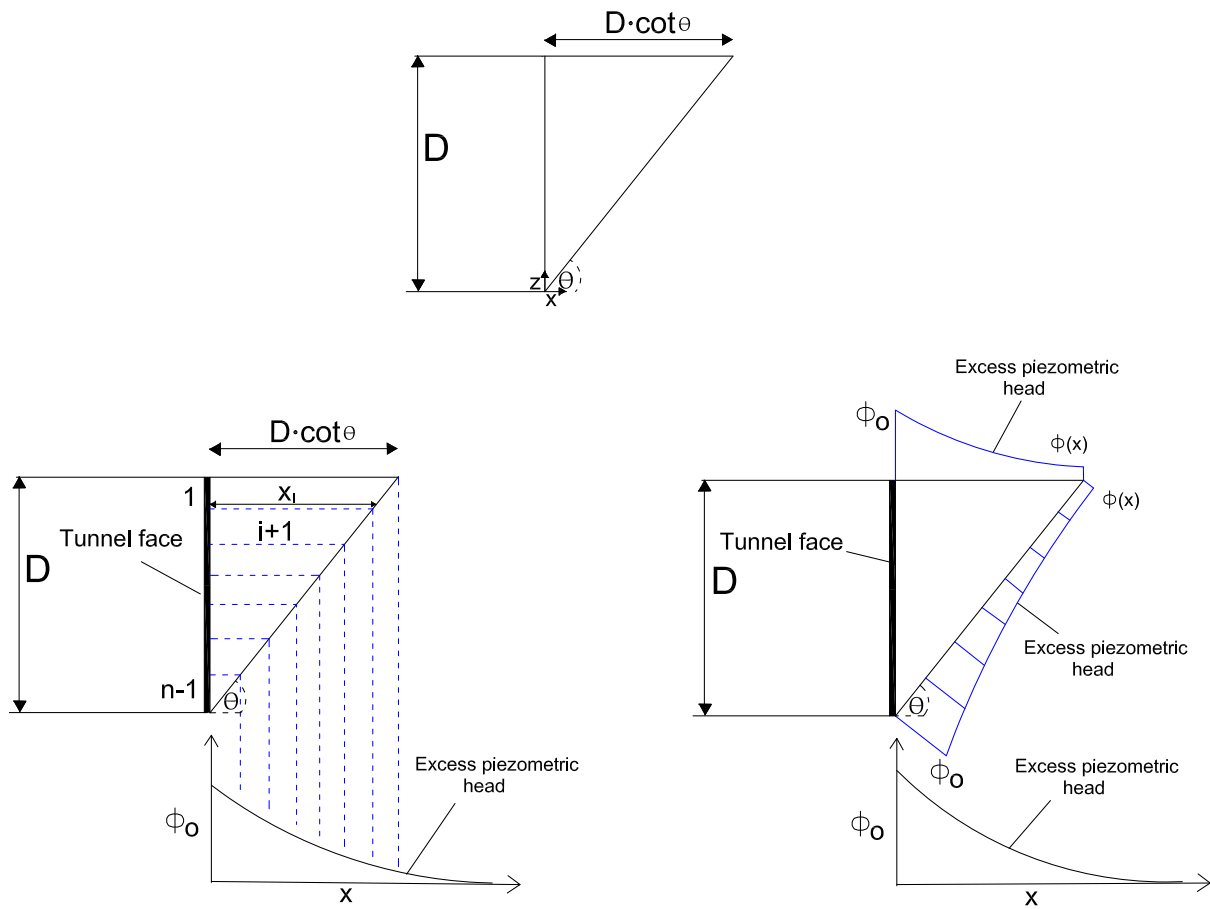 D·cotθ
D
z
θ
x
D·cotθ
1
xı
i+1
Tunnel face
D
n-1
θ
Excess piezometric
head
ϕo
x
Excess piezometric
head
ϕo
ϕ(x)
ϕ(x)
Tunnel face
D
Excess piezometric
head
θ
ϕo
Excess piezometric
head
ϕo
x